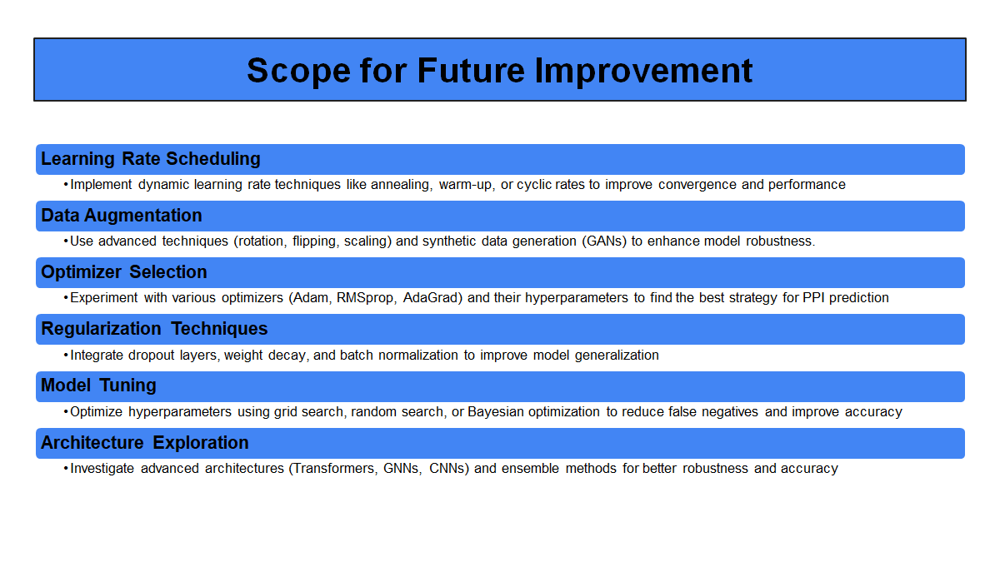 Scope for Future Improvement
Learning Rate Scheduling
•Implement dynamic learning rate techniques like annealing, warm-up, or cyclic rates to improve convergence and performance
Data Augmentation
•Use advanced techniques (rotation, flipping, scaling) and synthetic data generation (GANs) to enhance model robustness.
Optimizer Selection
•Experiment with various optimizers (Adam, RMSprop, AdaGrad) and their hyperparameters to find the best strategy for PPI prediction
Regularization Techniques
•Integrate dropout layers, weight decay, and batch normalization to improve model generalization
Model Tuning
•Optimize hyperparameters using grid search, random search, or Bayesian optimization to reduce false negatives and improve accuracy
Architecture Exploration
•Investigate advanced architectures (Transformers, GNNs, CNNs) and ensemble methods for better robustness and accuracy